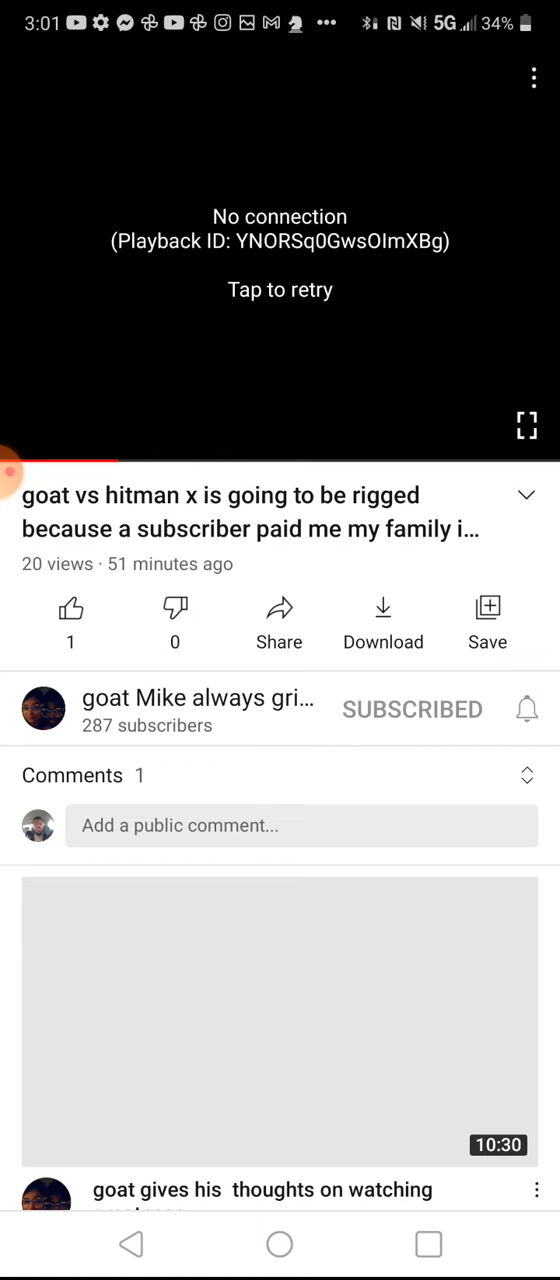 3:01 5G 34%
No connection
(Playback ID: YNORSq0GwsOImXBg)
Tap to retry
goat vs hitman x is going to be rigged
because a subscriber paid me my family i...
20 views · 51 minutes ago
1 0 Share Download Save
goat Mike always gri... SUBSCRIBED
287 subscribers
Comments 1
Add a public comment...
10:30
goat gives his thoughts on watching